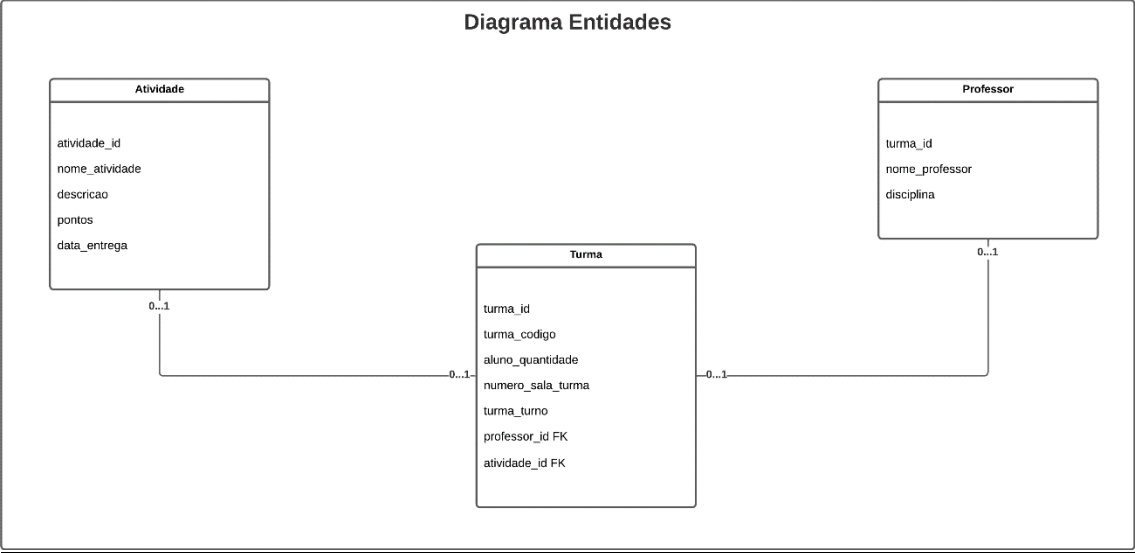 Diagrama Entidades
Atividade
atividade_id
nome_atividade
descricao
pontos
data_entrega
0...1
Professor
turma_id
nome_professor
disciplina
0...1
Turma
turma_id
turma_codigo
aluno_quantidade
numero_sala_turma
turma_turno
professor_id FK
atividade_id FK
0...1
0...1